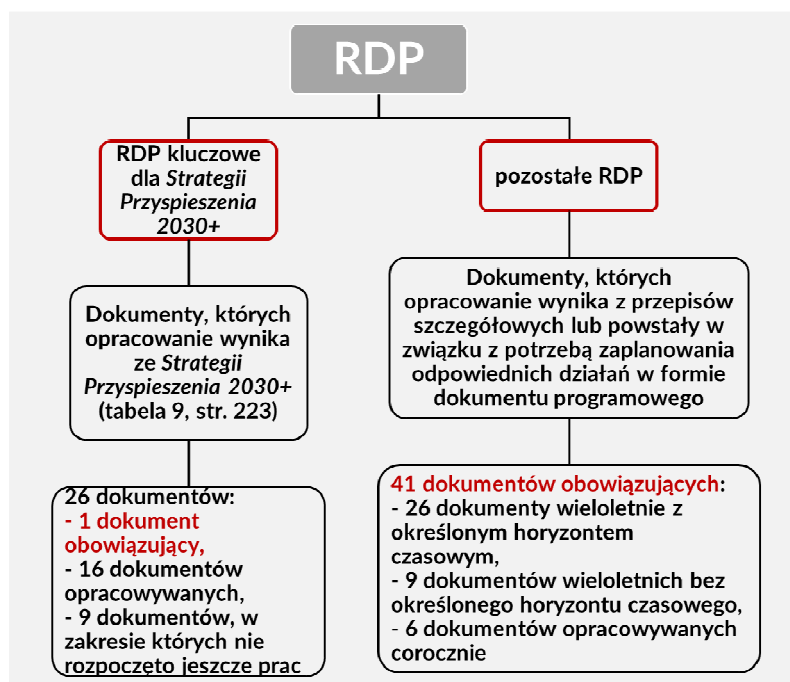 RDP
RDP kluczowe
dla Strategii
Przyspieszenia
2030+
Dokumenty, których
opracowanie wynika
ze Strategii
Przyspieszenia 2030+
(tabela 9, str. 223)
26 dokumentów:
- 1 dokument
obowiązujący,
- 16 dokumentów
opracowywanych,
- 9 dokumentów, w
zakresie których nie
rozpoczęto jeszcze prac
pozostałe RDP
Dokumenty, których
opracowanie wynika z przepisów
szczegółowych lub powstały w
związku z potrzebą zaplanowania
odpowiednich działań w formie
dokumentu programowego
41 dokumentów obowiązujących:
- 26 dokumenty wieloletnie z
określonym horyzontem
czasowym,
- 9 dokumentów wieloletnich bez
określonego horyzontu czasowego,
- 6 dokumentów opracowywanych
corocznie